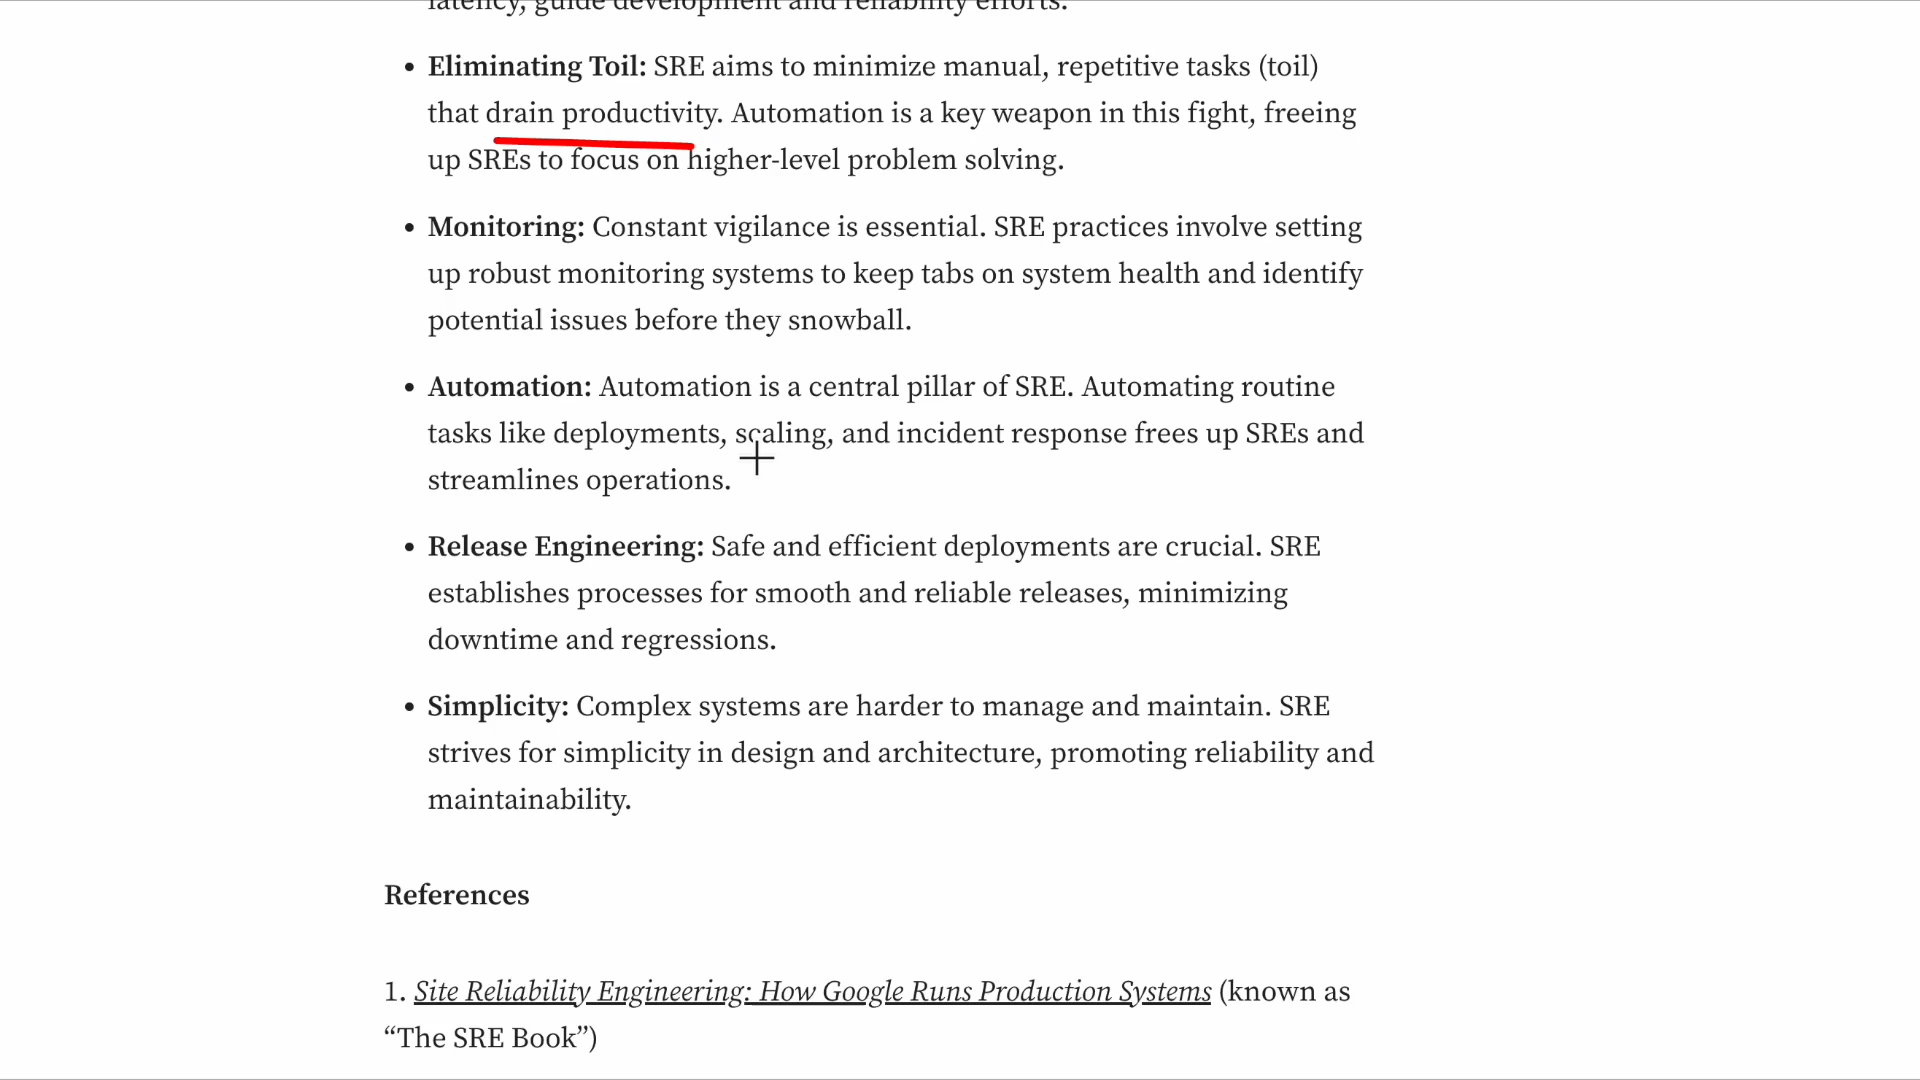 latency, guide development and reliability efforts.
• Eliminating Toil: SRE aims to minimize manual, repetitive tasks (toil)
that drain productivity. Automation is a key weapon in this fight, freeing
up SREs to focus on higher-level problem solving.
• Monitoring: Constant vigilance is essential. SRE practices involve setting
up robust monitoring systems to keep tabs on system health and identify
potential issues before they snowball.
• Automation: Automation is a central pillar of SRE. Automating routine
tasks like deployments, scaling, and incident response frees up SREs and
streamlines operations.
• Release Engineering: Safe and efficient deployments are crucial. SRE
establishes processes for smooth and reliable releases, minimizing
downtime and regressions.
• Simplicity: Complex systems are harder to manage and maintain. SRE
strives for simplicity in design and architecture, promoting reliability and
maintainability.
References
1. Site Reliability Engineering: How Google Runs Production Systems (known as
“The SRE Book”)